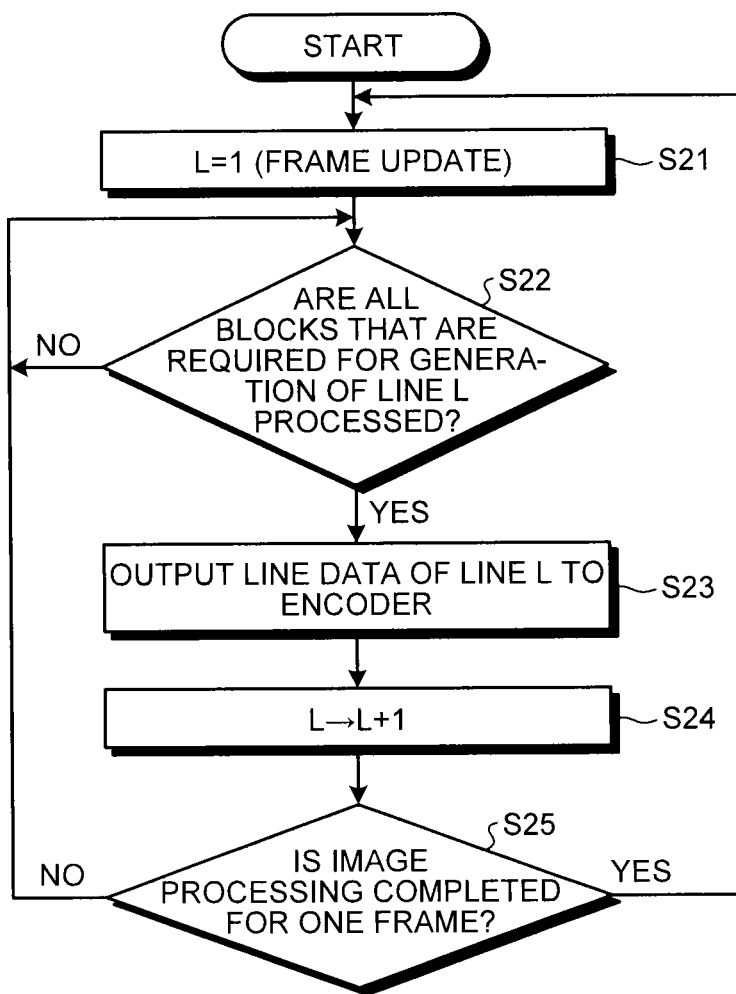 START
L=1 (FRAME UPDATE)
S21
S22
ARE ALL
BLOCKS THAT ARE
REQUIRED FOR GENERA-
TION OF LINE L
PROCESSED?
NO
YES
OUTPUT LINE DATA OF LINE L TO
ENCODER
S23
L→L+1
S24
S25
IS IMAGE
PROCESSING COMPLETED
FOR ONE FRAME?
NO
YES